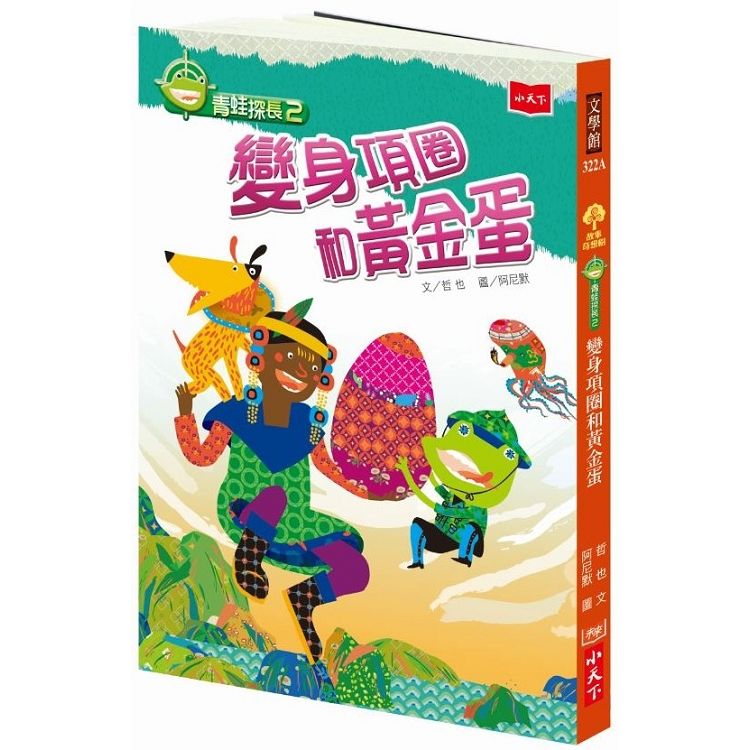 小天下
青蛙探長2
變身項圈
和黃金蛋
文／哲也 圖／阿尼默
文學館
322A
故事
奇想樹
青蛙探長2
變身項圈和黃金蛋
哲也 文
阿尼默 圖
小天下